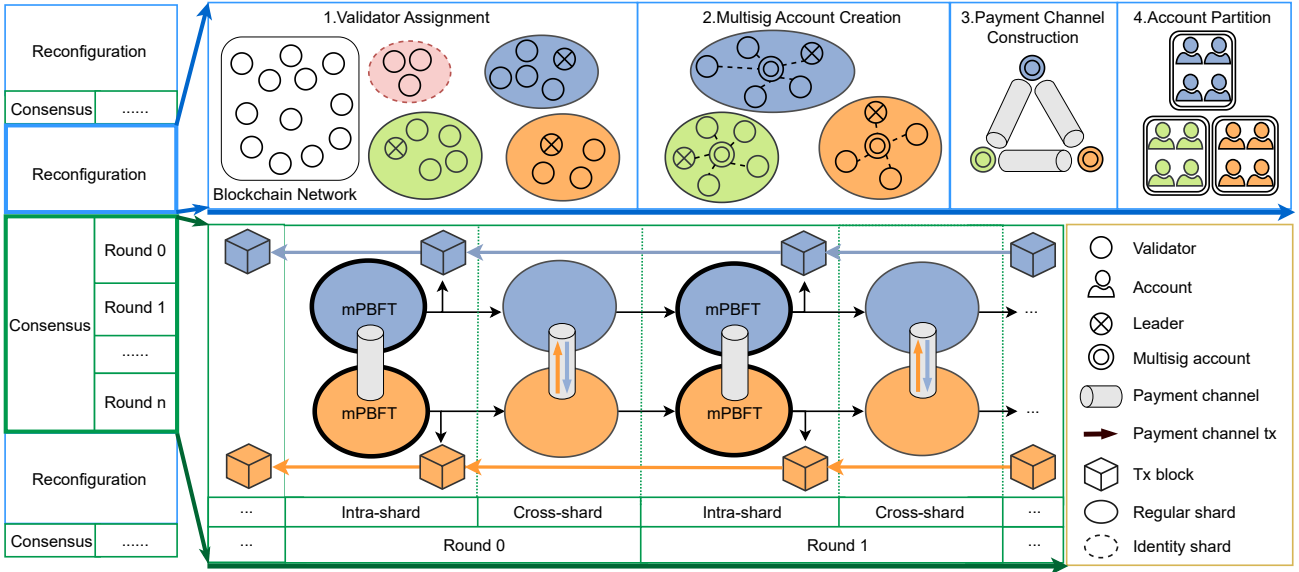 Reconfiguration
Consensus
......
Reconfiguration
Consensus
Round 0
Round 1
......
Round n
Reconfiguration
Consensus
......
1.Validator Assignment
Blockchain Network
2.Multisig Account Creation
3.Payment Channel
Construction
4.Account Partition
mPBFT
mPBFT
...
mPBFT
mPBFT
...
...
Intra-shard
Cross-shard
Intra-shard
Cross-shard
...
...
Round 0
Round 1
...
Validator
Account
Leader
Multisig account
Payment channel
Payment channel tx
Tx block
Regular shard
Identity shard